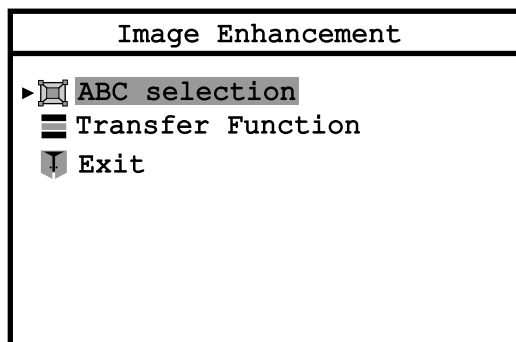 Image Enhancement
ABC selection
Transfer Function
Exit